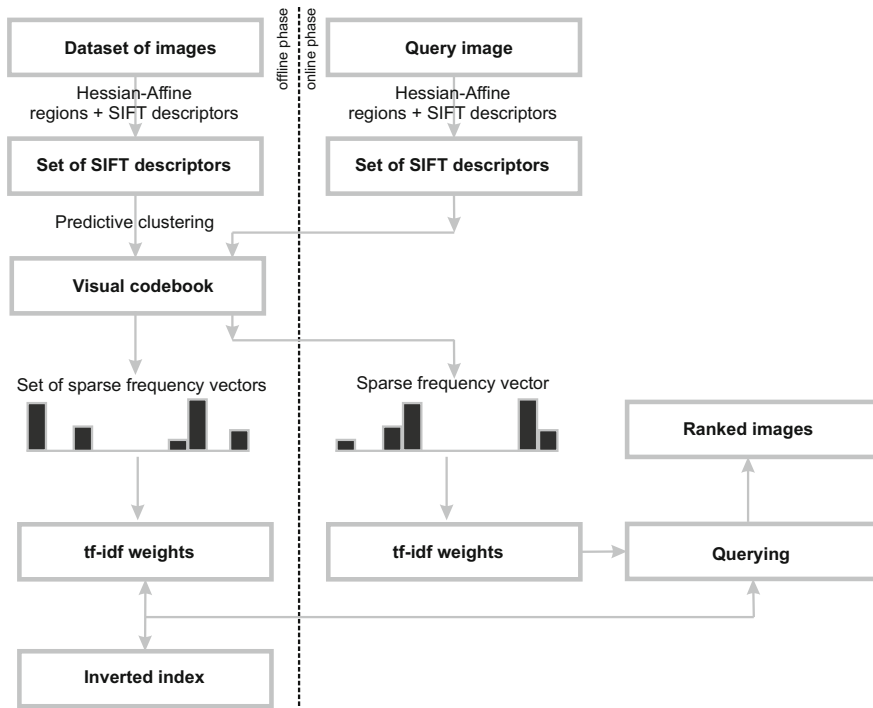 Dataset of images
offline phase
online phase
Query image
Hessian-Affine
regions + SIFT descriptors
Hessian-Affine
regions + SIFT descriptors
Set of SIFT descriptors
Set of SIFT descriptors
Predictive clustering
Visual codebook
Set of sparse frequency vectors
Sparse frequency vector
Ranked images
tf-idf weights
tf-idf weights
Querying
Inverted index